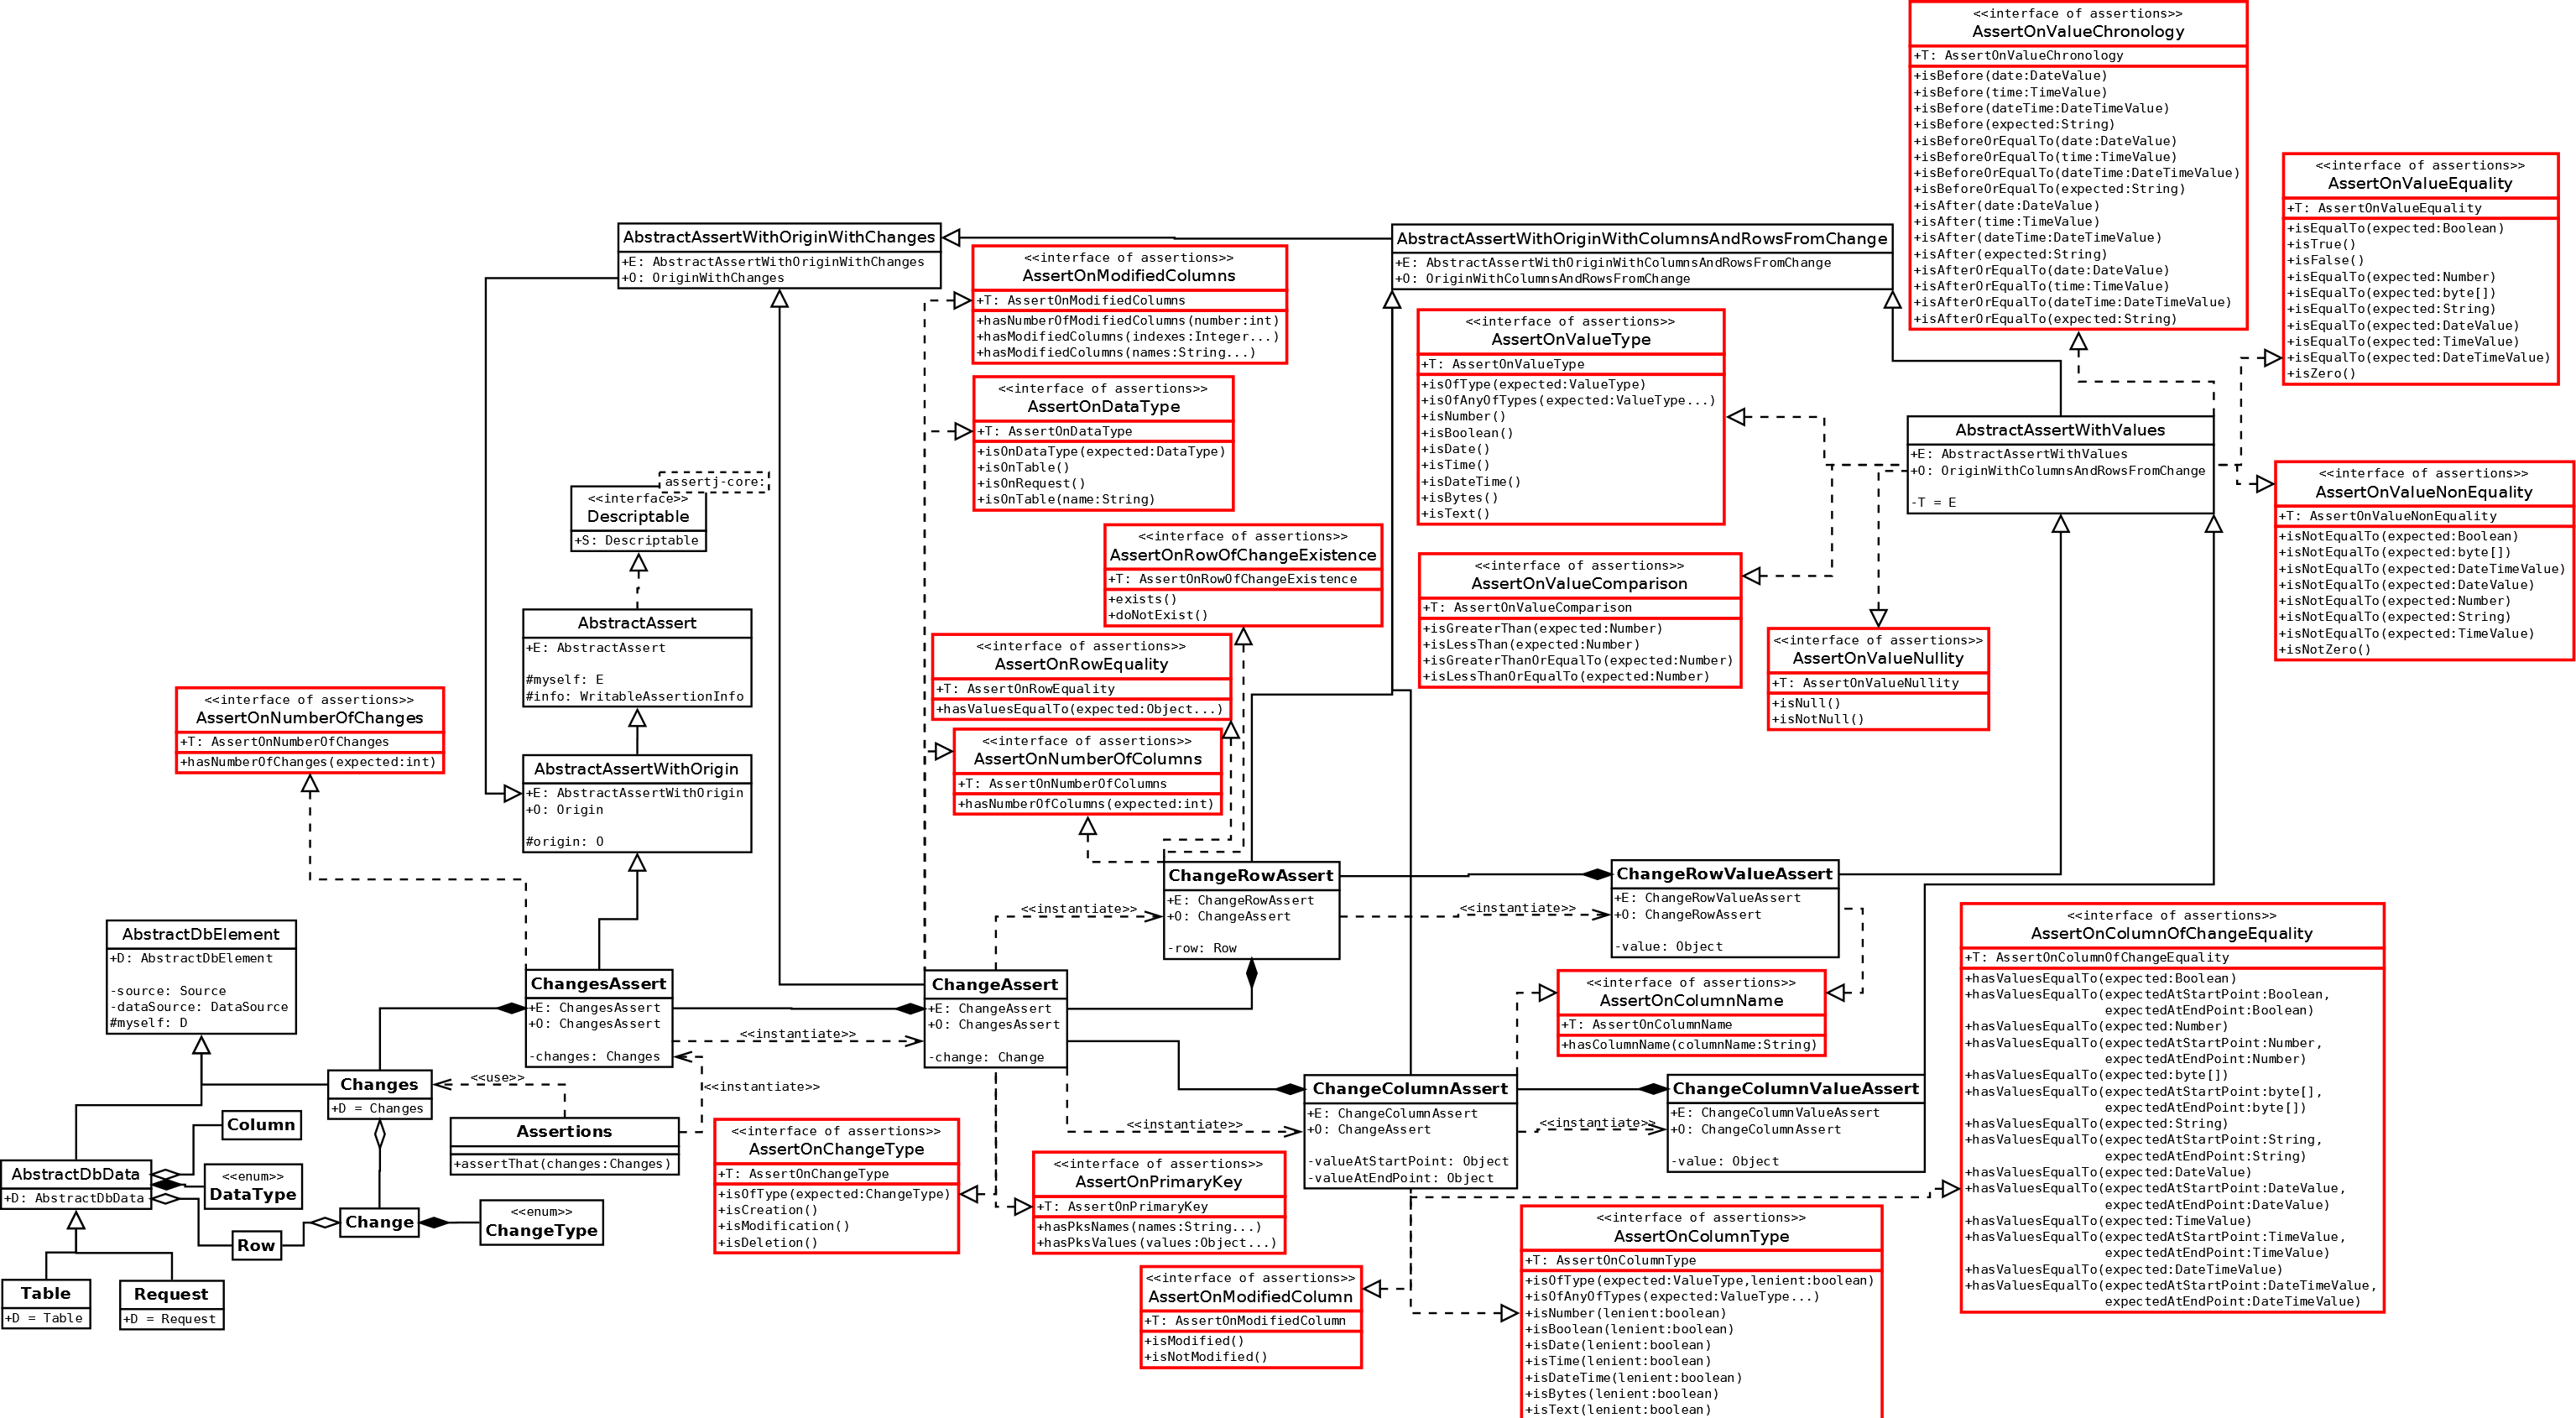 <<interface of assertions>>
AssertOnValueChronology
+T: AssertOnValueChronology
+isBefore(date:DateValue)
+isBefore(time:TimeValue)
+isBefore(dateTime:DateTimeValue)
+isBefore(expected:String)
+isBeforeOrEqualTo(date:DateValue)
+isBeforeOrEqualTo(time:TimeValue)
+isBeforeOrEqualTo(dateTime:DateTimeValue)
+isBeforeOrEqualTo(expected:String)
+isAfter(date:DateValue)
+isAfter(time:TimeValue)
+isAfter(dateTime:DateTimeValue)
+isAfter(expected:String)
+isAfterOrEqualTo(date:DateValue)
+isAfterOrEqualTo(time:TimeValue)
+isAfterOrEqualTo(dateTime:DateTimeValue)
+isAfterOrEqualTo(expected:String)
<<interface of assertions>>
AssertOnValueEquality
+T: AssertOnValueEquality
+isEqualTo(expected:Boolean)
+isTrue()
+isFalse()
+isEqualTo(expected:Number)
+isEqualTo(expected:byte[])
+isEqualTo(expected:String)
+isEqualTo(expected:DateValue)
+isEqualTo(expected:TimeValue)
+isEqualTo(expected:DateTimeValue)
+isZero()
AbstractAssertWithOriginWithChanges
+E: AbstractAssertWithOriginWithChanges
+O: OriginWithChanges
AbstractAssertWithOriginWithColumnsAndRowsFromChange
+E: AbstractAssertWithOriginWithColumnsAndRowsFromChange
+O: OriginWithColumnsAndRowsFromChange
<<interface of assertions>>
AssertOnModifiedColumns
+T: AssertOnModifiedColumns
+hasNumberOfModifiedColumns(number:int)
+hasModifiedColumns(indexes:Integer...)
+hasModifiedColumns(names:String...)
<<interface of assertions>>
AssertOnValueType
+T: AssertOnValueType
+isOfType(expected:ValueType)
+isOfAnyOfTypes(expected:ValueType...)
+isNumber()
+isBoolean()
+isDate()
+isTime()
+isDateTime()
+isBytes()
+isText()
<<interface of assertions>>
AssertOnDataType
+T: AssertOnDataType
+isOnDataType(expected:DataType)
+isOnTable()
+isOnRequest()
+isOnTable(name:String)
AbstractAssertWithValues
+E: AbstractAssertWithValues
+O: OriginWithColumnsAndRowsFromChange
-T = E
<<interface of assertions>>
AssertOnValueNonEquality
+T: AssertOnValueNonEquality
+isNotEqualTo(expected:Boolean)
+isNotEqualTo(expected:byte[])
+isNotEqualTo(expected:DateTimeValue)
+isNotEqualTo(expected:DateValue)
+isNotEqualTo(expected:Number)
+isNotEqualTo(expected:String)
+isNotEqualTo(expected:TimeValue)
+isNotZero()
assertj-core:
<<interface>>
Descriptable
+S: Descriptable
<<interface of assertions>>
AssertOnRowOfChangeExistence
+T: AssertOnRowOfChangeExistence
+exists()
+doNotExist()
<<interface of assertions>>
AssertOnValueComparison
+T: AssertOnValueComparison
+isGreaterThan(expected:Number)
+isLessThan(expected:Number)
+isGreaterThanOrEqualTo(expected:Number)
+isLessThanOrEqualTo(expected:Number)
AbstractAssert
+E: AbstractAssert
#myself: E
#info: WritableAssertionInfo
<<interface of assertions>>
AssertOnRowEquality
+T: AssertOnRowEquality
+hasValuesEqualTo(expected:Object...)
<<interface of assertions>>
AssertOnValueNullity
+T: AssertOnValueNullity
+isNull()
+isNotNull()
<<interface of assertions>>
AssertOnNumberOfChanges
+T: AssertOnNumberOfChanges
+hasNumberOfChanges(expected:int)
<<interface of assertions>>
AssertOnNumberOfColumns
+T: AssertOnNumberOfColumns
+hasNumberOfColumns(expected:int)
AbstractAssertWithOrigin
+E: AbstractAssertWithOrigin
+O: Origin
#origin: O
ChangeRowAssert
+E: ChangeRowAssert
+O: ChangeAssert
-row: Row
<<instantiate>>
<<instantiate>>
ChangeRowValueAssert
+E: ChangeRowValueAssert
+O: ChangeRowAssert
-value: Object
<<interface of assertions>>
AssertOnColumnOfChangeEquality
+T: AssertOnColumnOfChangeEquality
+hasValuesEqualTo(expected:Boolean)
+hasValuesEqualTo(expectedAtStartPoint:Boolean,
expectedAtEndPoint:Boolean)
+hasValuesEqualTo(expected:Number)
+hasValuesEqualTo(expectedAtStartPoint:Number,
expectedAtEndPoint:Number)
+hasValuesEqualTo(expected:byte[])
+hasValuesEqualTo(expectedAtStartPoint:byte[],
expectedAtEndPoint:byte[])
+hasValuesEqualTo(expected:String)
+hasValuesEqualTo(expectedAtStartPoint:String,
expectedAtEndPoint:String)
+hasValuesEqualTo(expected:DateValue)
+hasValuesEqualTo(expectedAtStartPoint:DateValue,
expectedAtEndPoint:DateValue)
+hasValuesEqualTo(expected:TimeValue)
+hasValuesEqualTo(expectedAtStartPoint:TimeValue,
expectedAtEndPoint:TimeValue)
+hasValuesEqualTo(expected:DateTimeValue)
+hasValuesEqualTo(expectedAtStartPoint:DateTimeValue,
expectedAtEndPoint:DateTimeValue)
AbstractDbElement
+D: AbstractDbElement
-source: Source
-dataSource: DataSource
#myself: D
ChangesAssert
+E: ChangesAssert
+O: ChangesAssert
-changes: Changes
<<instantiate>>
ChangeAssert
+E: ChangeAssert
+O: ChangesAssert
-change: Change
<<interface of assertions>>
AssertOnColumnName
+T: AssertOnColumnName
+hasColumnName(columnName:String)
Changes
+D = Changes
<<use>>
<<instantiate>>
ChangeColumnAssert
+E: ChangeColumnAssert
+O: ChangeAssert
-valueAtStartPoint: Object
-valueAtEndPoint: Object
<<instantiate>>
<<instantiate>>
ChangeColumnValueAssert
+E: ChangeColumnValueAssert
+O: ChangeColumnAssert
-value: Object
Column
Assertions
+assertThat(changes:Changes)
<<interface of assertions>>
AssertOnChangeType
+T: AssertOnChangeType
+isOfType(expected:ChangeType)
+isCreation()
+isModification()
+isDeletion()
<<interface of assertions>>
AssertOnPrimaryKey
+T: AssertOnPrimaryKey
+hasPksNames(names:String...)
+hasPksValues(values:Object...)
AbstractDbData
+D: AbstractDbData
<<enum>>
DataType
Row
Change
<<enum>>
ChangeType
Table
+D = Table
Request
+D = Request
<<interface of assertions>>
AssertOnModifiedColumn
+T: AssertOnModifiedColumn
+isModified()
+isNotModified()
<<interface of assertions>>
AssertOnColumnType
+T: AssertOnColumnType
+isOfType(expected:ValueType,lenient:boolean)
+isOfAnyOfTypes(expected:ValueType...)
+isNumber(lenient:boolean)
+isBoolean(lenient:boolean)
+isDate(lenient:boolean)
+isTime(lenient:boolean)
+isDateTime(lenient:boolean)
+isBytes(lenient:boolean)
+isText(lenient:boolean)